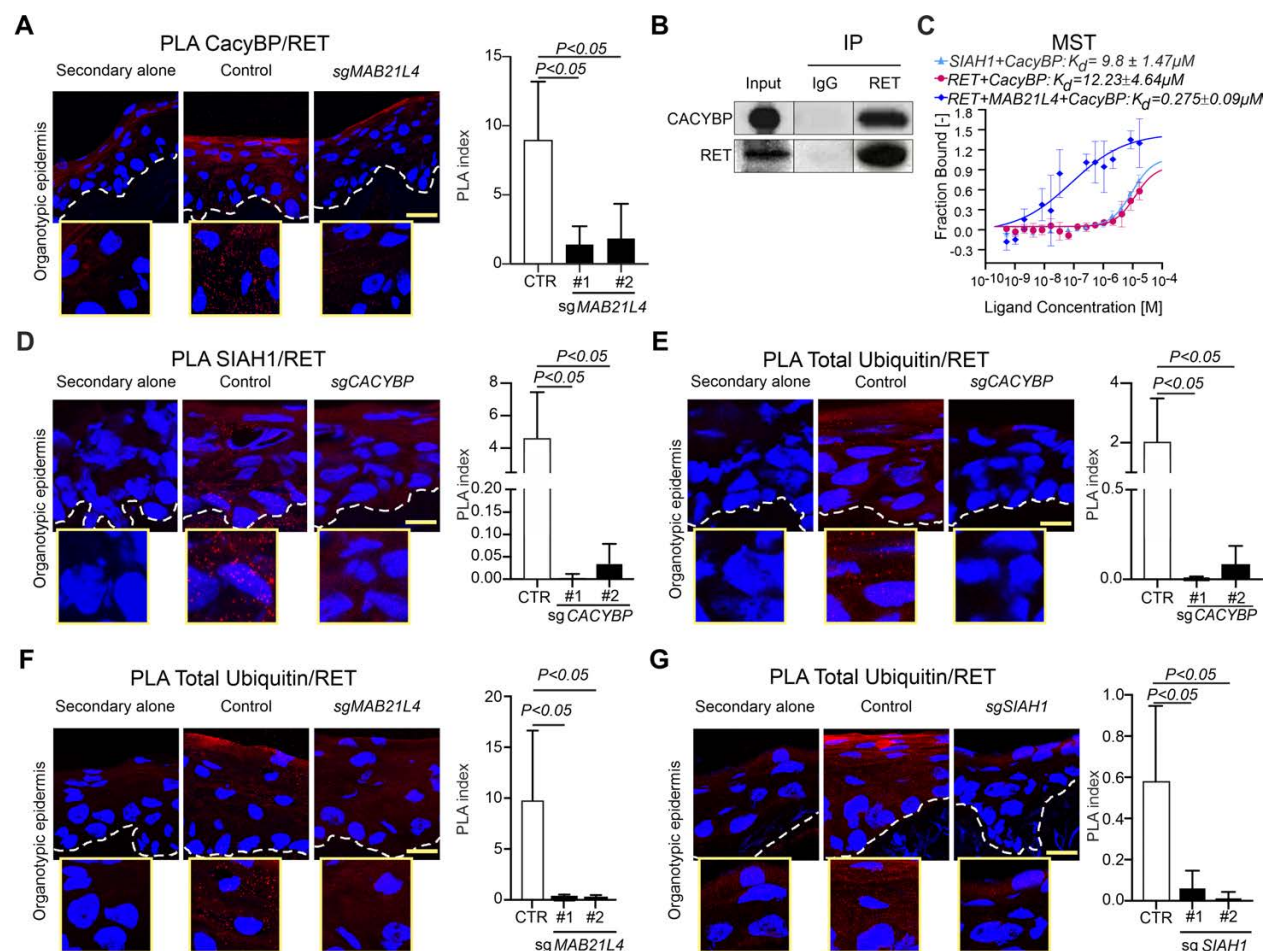 A
PLA CacyBP/RET
Secondary alone
Control
sgMAB21L4
Organotypic epidermis
PLA index
15
10
5
0
P<0.05
P<0.05
CTR
#1
#2
sgMAB21L4
B
IP
Input
IgG
RET
CACYBP
RET
C
MST
SIAH1+CacyBP: Kd= 9.8 ± 1.47µM
RET+CacyBP: Kd=12.23±4.64µM
RET+MAB21L4+CacyBP: Kd=0.275±0.09µM
Fraction Bound [-]
1.8
1.5
1.2
0.9
0.6
0.3
0.0
-0.3
10-10
10-9
10-8
10-7
10-6
10-5
10-4
Ligand Concentration [M]
D
PLA SIAH1/RET
Secondary alone
Control
sgCACYBP
Organotypic epidermis
PLA index
8
6
4
0.20
0.15
0.10
0.05
0.00
P<0.05
P<0.05
CTR
#1
#2
sgCACYBP
E
PLA Total Ubiquitin/RET
Secondary alone
Control
sgCACYBP
Organotypic epidermis
PLA index
4
2
0.5
0.0
P<0.05
P<0.05
CTR
#1
#2
sgCACYBP
F
PLA Total Ubiquitin/RET
Secondary alone
Control
sgMAB21L4
Organotypic epidermis
PLA index
20
15
10
5
0
P<0.05
P<0.05
CTR
#1
#2
sgMAB21L4
G
PLA Total Ubiquitin/RET
Secondary alone
Control
sgSIAH1
Organotypic epidermis
PLA index
1.0
0.8
0.6
0.4
0.2
0.0
P<0.05
P<0.05
CTR
#1
#2
sg SIAH1